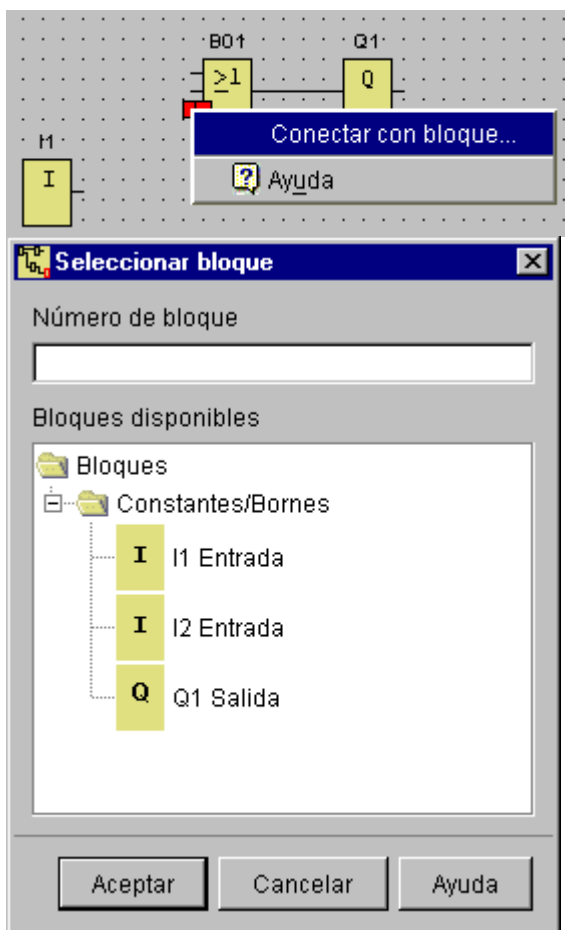 B01 Q1
≥1 Q
Conectar con bloque...
I1
I
Ayuda
Seleccionar bloque
Número de bloque
Bloques disponibles
Bloques
Constantes/Bornes
I I1 Entrada
I I2 Entrada
Q Q1 Salida
Aceptar Cancelar Ayuda